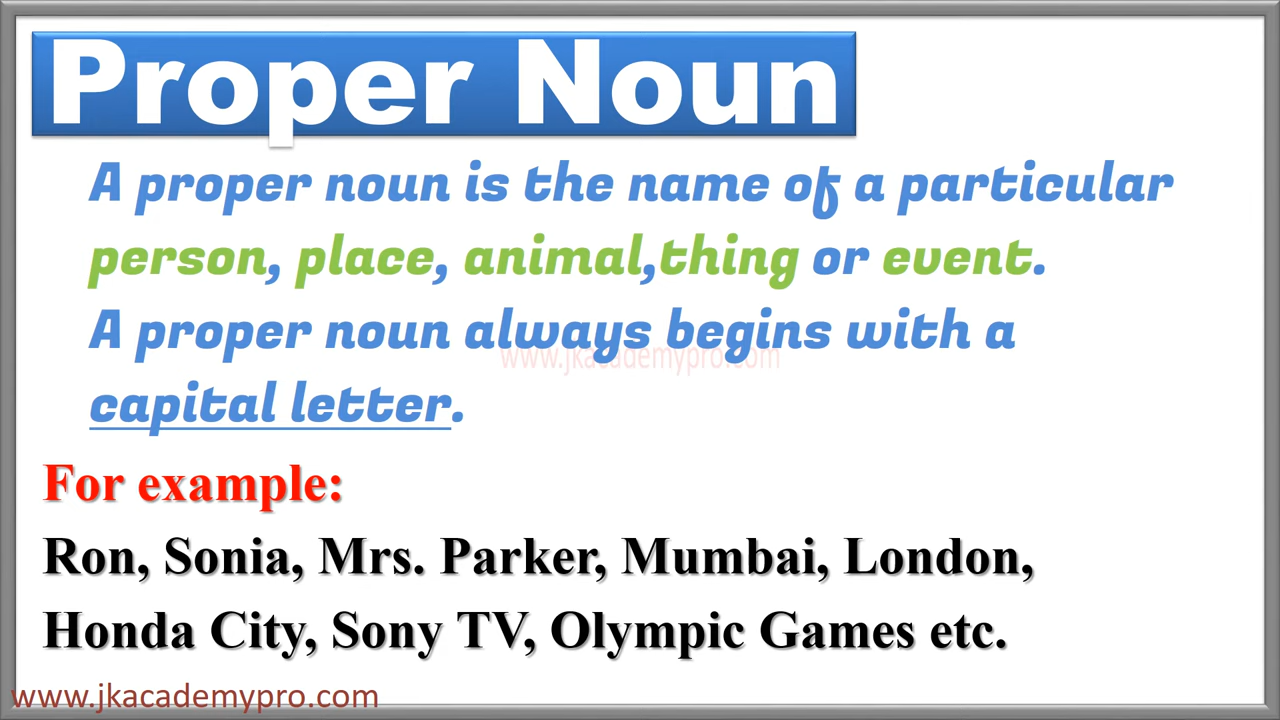 Proper Noun
A proper noun is the name of a particular
person, place, animal,thing or event.
A proper noun always begins with a
www.jkacademypro.com
capital letter.
For example:
Ron, Sonia, Mrs. Parker, Mumbai, London,
Honda City, Sony TV, Olympic Games etc.
www.jkacademypro.com